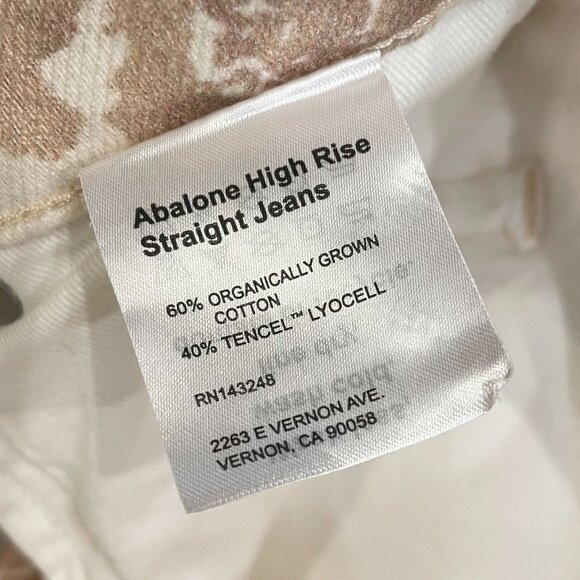 Abalone High Rise
Straight Jeans
60% ORGANICALLY GROWN
COTTON
40% TENCEL™ LYOCELL
RN143248
2263 E VERNON AVE.
VERNON, CA 90058